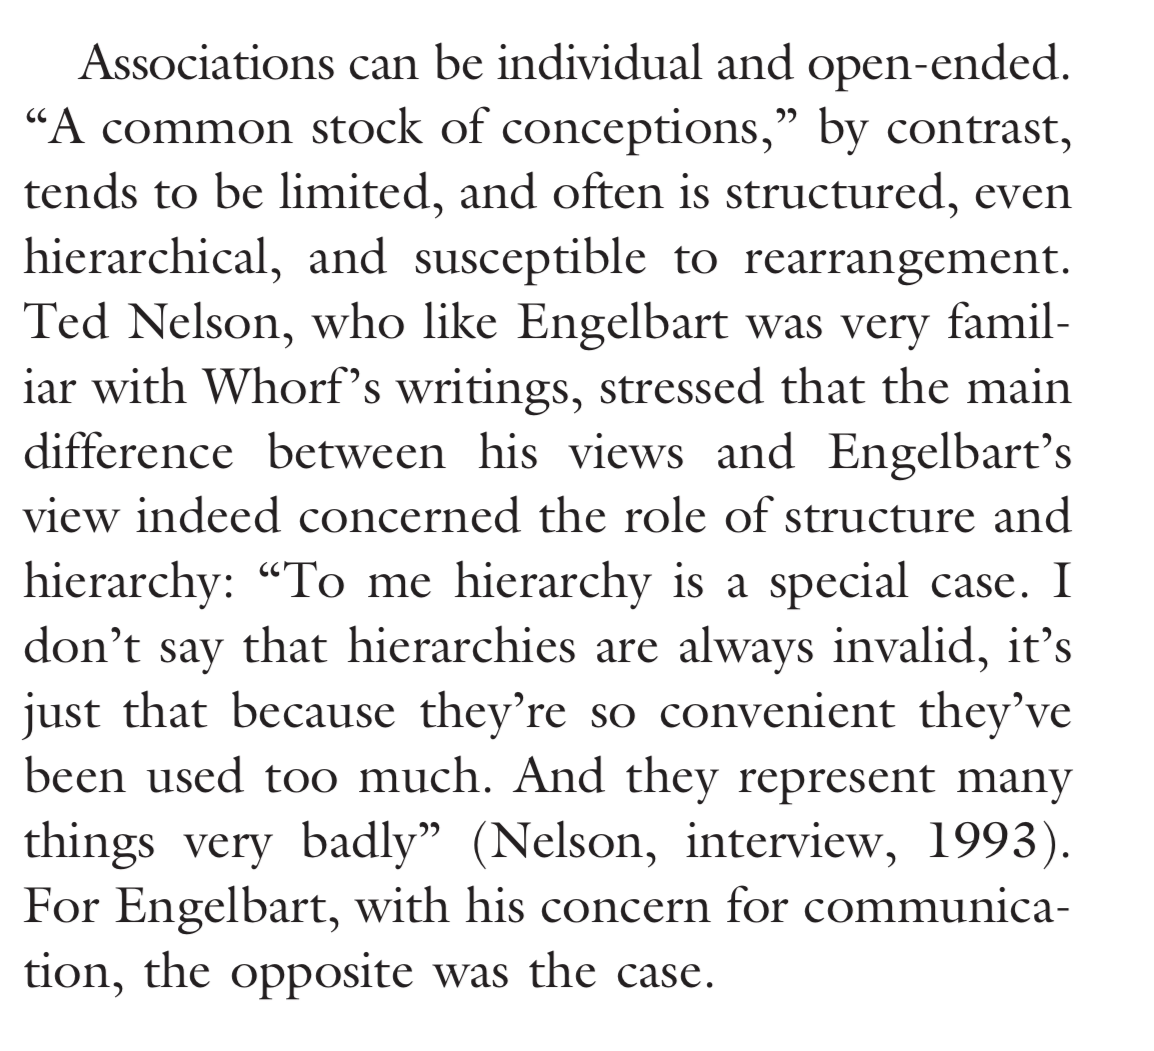 Associations can be individual and open-ended.
“A common stock of conceptions,” by contrast,
tends to be limited, and often is structured, even
hierarchical, and susceptible to rearrangement.
Ted Nelson, who like Engelbart was very famil-
iar with Whorf’s writings, stressed that the main
difference between his views and Engelbart’s
view indeed concerned the role of structure and
hierarchy: “To me hierarchy is a special case. I
don’t say that hierarchies are always invalid, it’s
just that because they’re so convenient they’ve
been used too much. And they represent many
things very badly” (Nelson, interview, 1993).
For Engelbart, with his concern for communica-
tion, the opposite was the case.